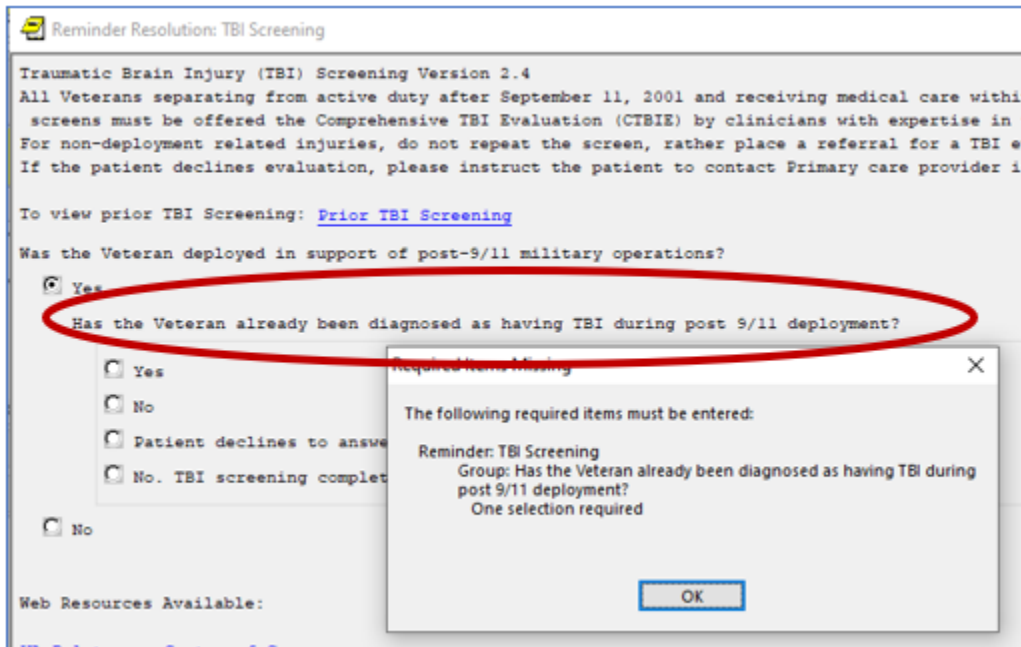 Reminder Resolution: TBI Screening
Traumatic Brain Injury (TBI) Screening Version 2.4
All Veterans separating from active duty after September 11, 2001 and receiving medical care withi
screens must be offered the Comprehensive TBI Evaluation (CTBIE) by clinicians with expertise in
For non-deployment related injuries, do not repeat the screen, rather place a referral for a TBI e
If the patient declines evaluation, please instruct the patient to contact Primary care provider i
To view prior TBI Screening: Prior TBI Screening
Was the Veteran deployed in support of post-9/11 military operations?
Yes
Has the Veteran already been diagnosed as having TBI during post 9/11 deployment?
Yes
No
Patient declines to answe
No. TBI screening complet
No
Required Items Missing
The following required items must be entered:
Reminder: TBI Screening
Group: Has the Veteran already been diagnosed as having TBI during
post 9/11 deployment?
One selection required
OK
Web Resources Available: